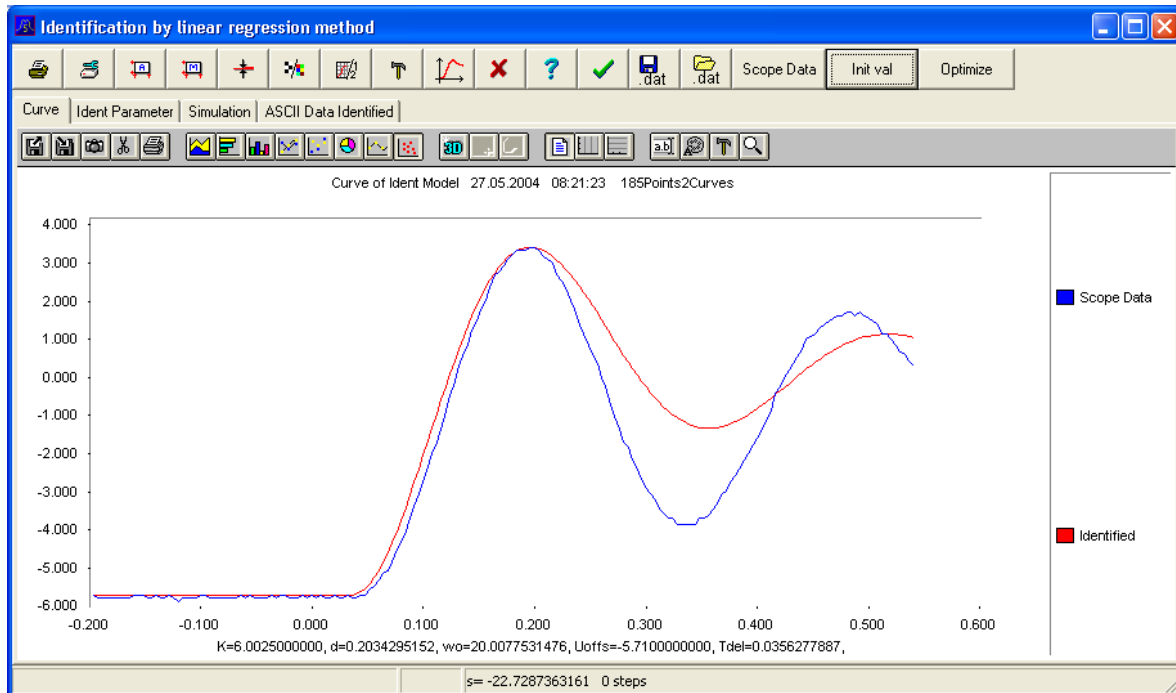 Identification by linear regression method
A M 1/2 .dat .dat Scope Data Init val Optimize
Curve Ident Parameter Simulation ASCII Data Identified
3D a.b
Curve of Ident Model 27.05.2004 08:21:23 185Points2Curves
4.000
3.000
2.000
1.000
0.000
-1.000
-2.000
-3.000
-4.000
-5.000
-6.000
-0.200 -0.100 0.000 0.100 0.200 0.300 0.400 0.500 0.600
K=6.0025000000, d=0.2034295152, wo=20.0077531476, Uoffs=-5.7100000000, Tdel=0.0356277887,
Scope Data
Identified
s= -22.7287363161 0 steps